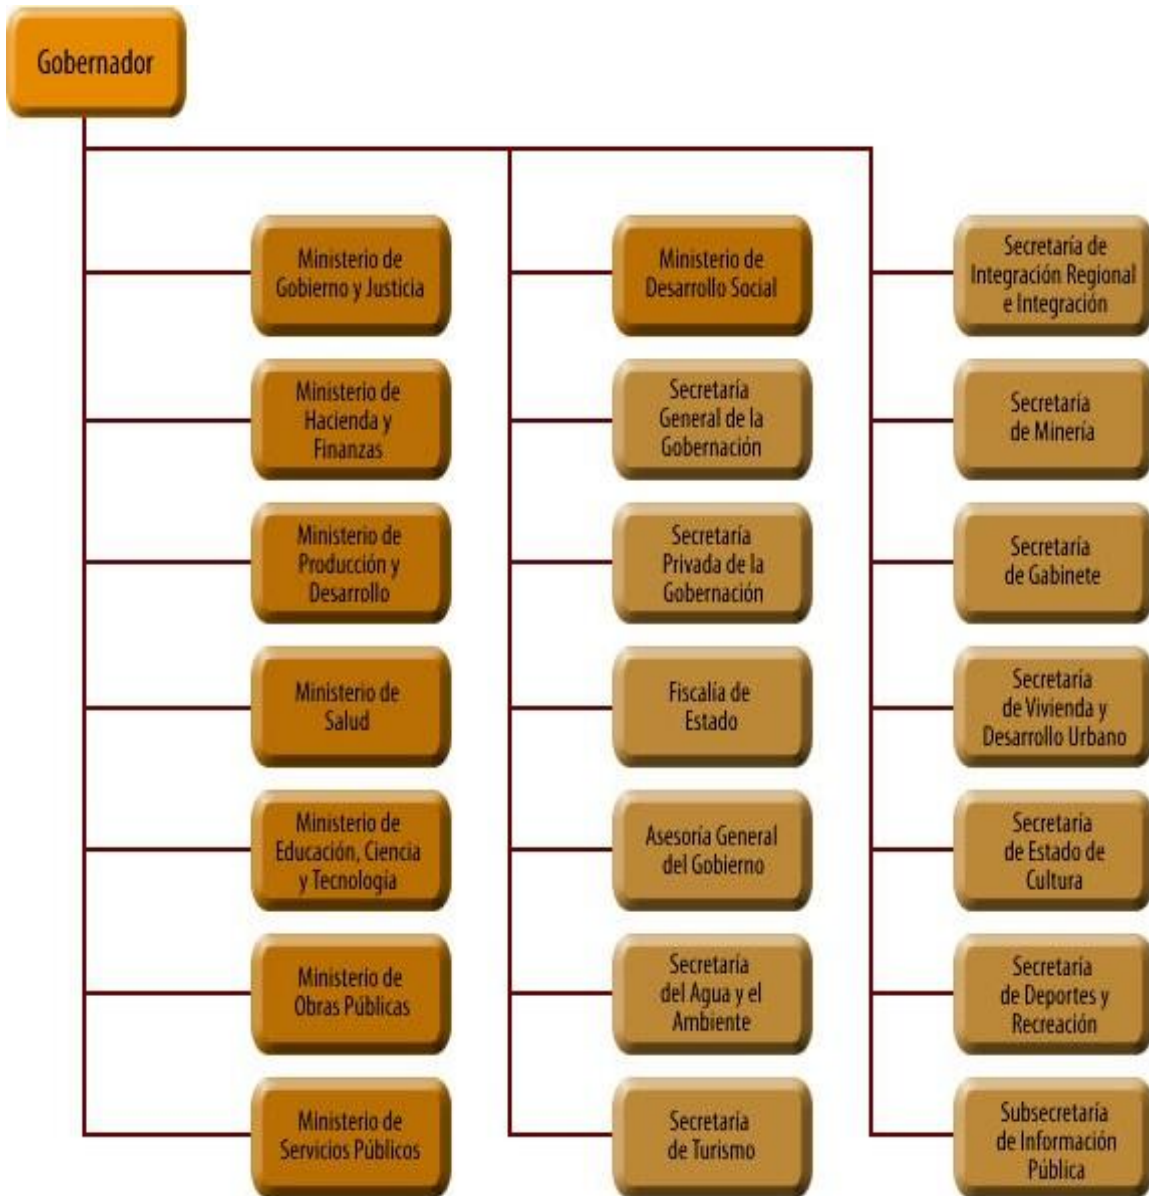 Gobernador
Ministerio de
Gobierno y Justicia
Ministerio de
Hacienda y
Finanzas
Ministerio de
Producción y
Desarrollo
Ministerio de
Salud
Ministerio de
Educación, Ciencia
y Tecnología
Ministerio de
Obras Públicas
Ministerio de
Servicios Públicos
Ministerio de
Desarrollo Social
Secretaría
General de la
Gobernación
Secretaría
Privada de la
Gobernación
Fiscalía de
Estado
Asesoría General
del Gobierno
Secretaría
del Agua y el
Ambiente
Secretaría
de Turismo
Secretaría de
Integración Regional
e Integración
Secretaría
de Minería
Secretaría
de Gabinete
Secretaría
de Vivienda y
Desarrollo Urbano
Secretaría
de Estado de
Cultura
Secretaría
de Deportes y
Recreación
Subsecretaría
de Información
Pública